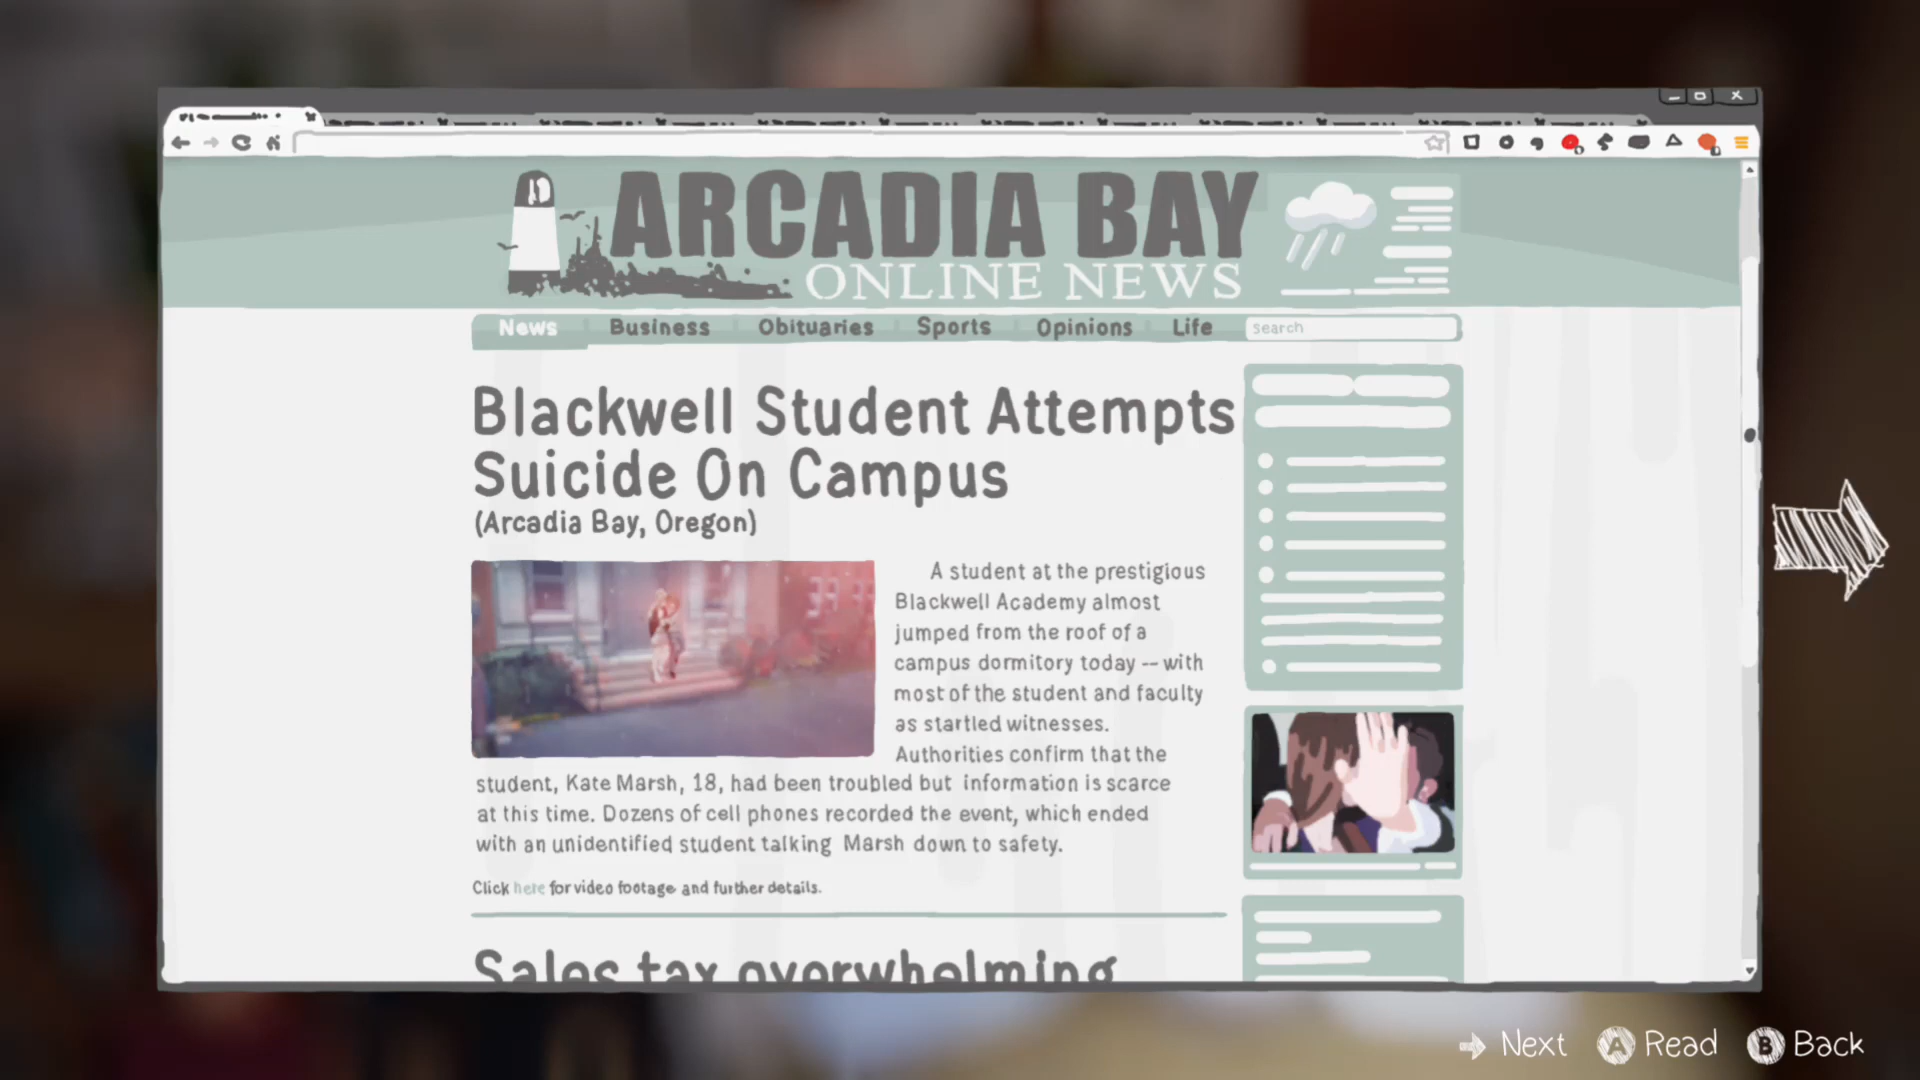 ARCADIA BAY
ONLINE NEWS
News Business Obituaries Sports Opinions Life search
Blackwell Student Attempts
Suicide On Campus
(Arcadia Bay, Oregon)
A student at the prestigious
Blackwell Academy almost
jumped from the roof of a
campus dormitory today -- with
most of the student and faculty
as startled witnesses.
Authorities confirm that the
student, Kate Marsh, 18, had been troubled but information is scarce
at this time. Dozens of cell phones recorded the event, which ended
with an unidentified student talking Marsh down to safety.
Click here for video footage and further details.
Sales tax overwhelming
Next A Read B Back